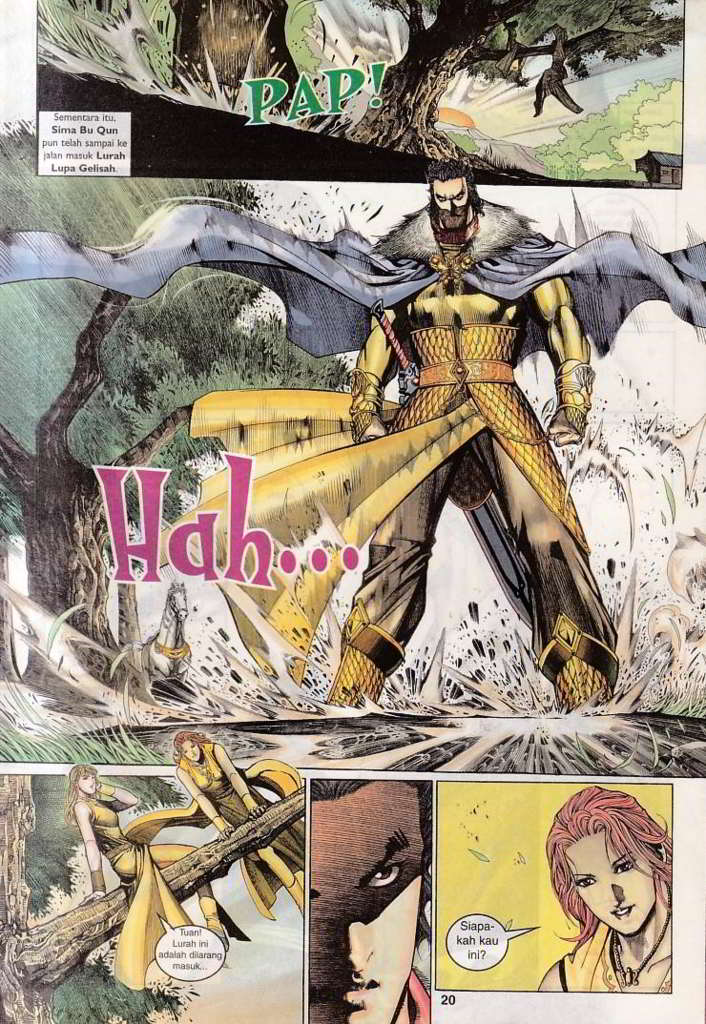 PAP!
Sementara itu,
Sima Bu Qun
pun telah sampai ke
jalan masuk Lurah
Lupa Gelisah.
Hah...
Tuan!
Lurah ini
adalah dilarang
masuk...
Siapa-
kah kau
ini?
20